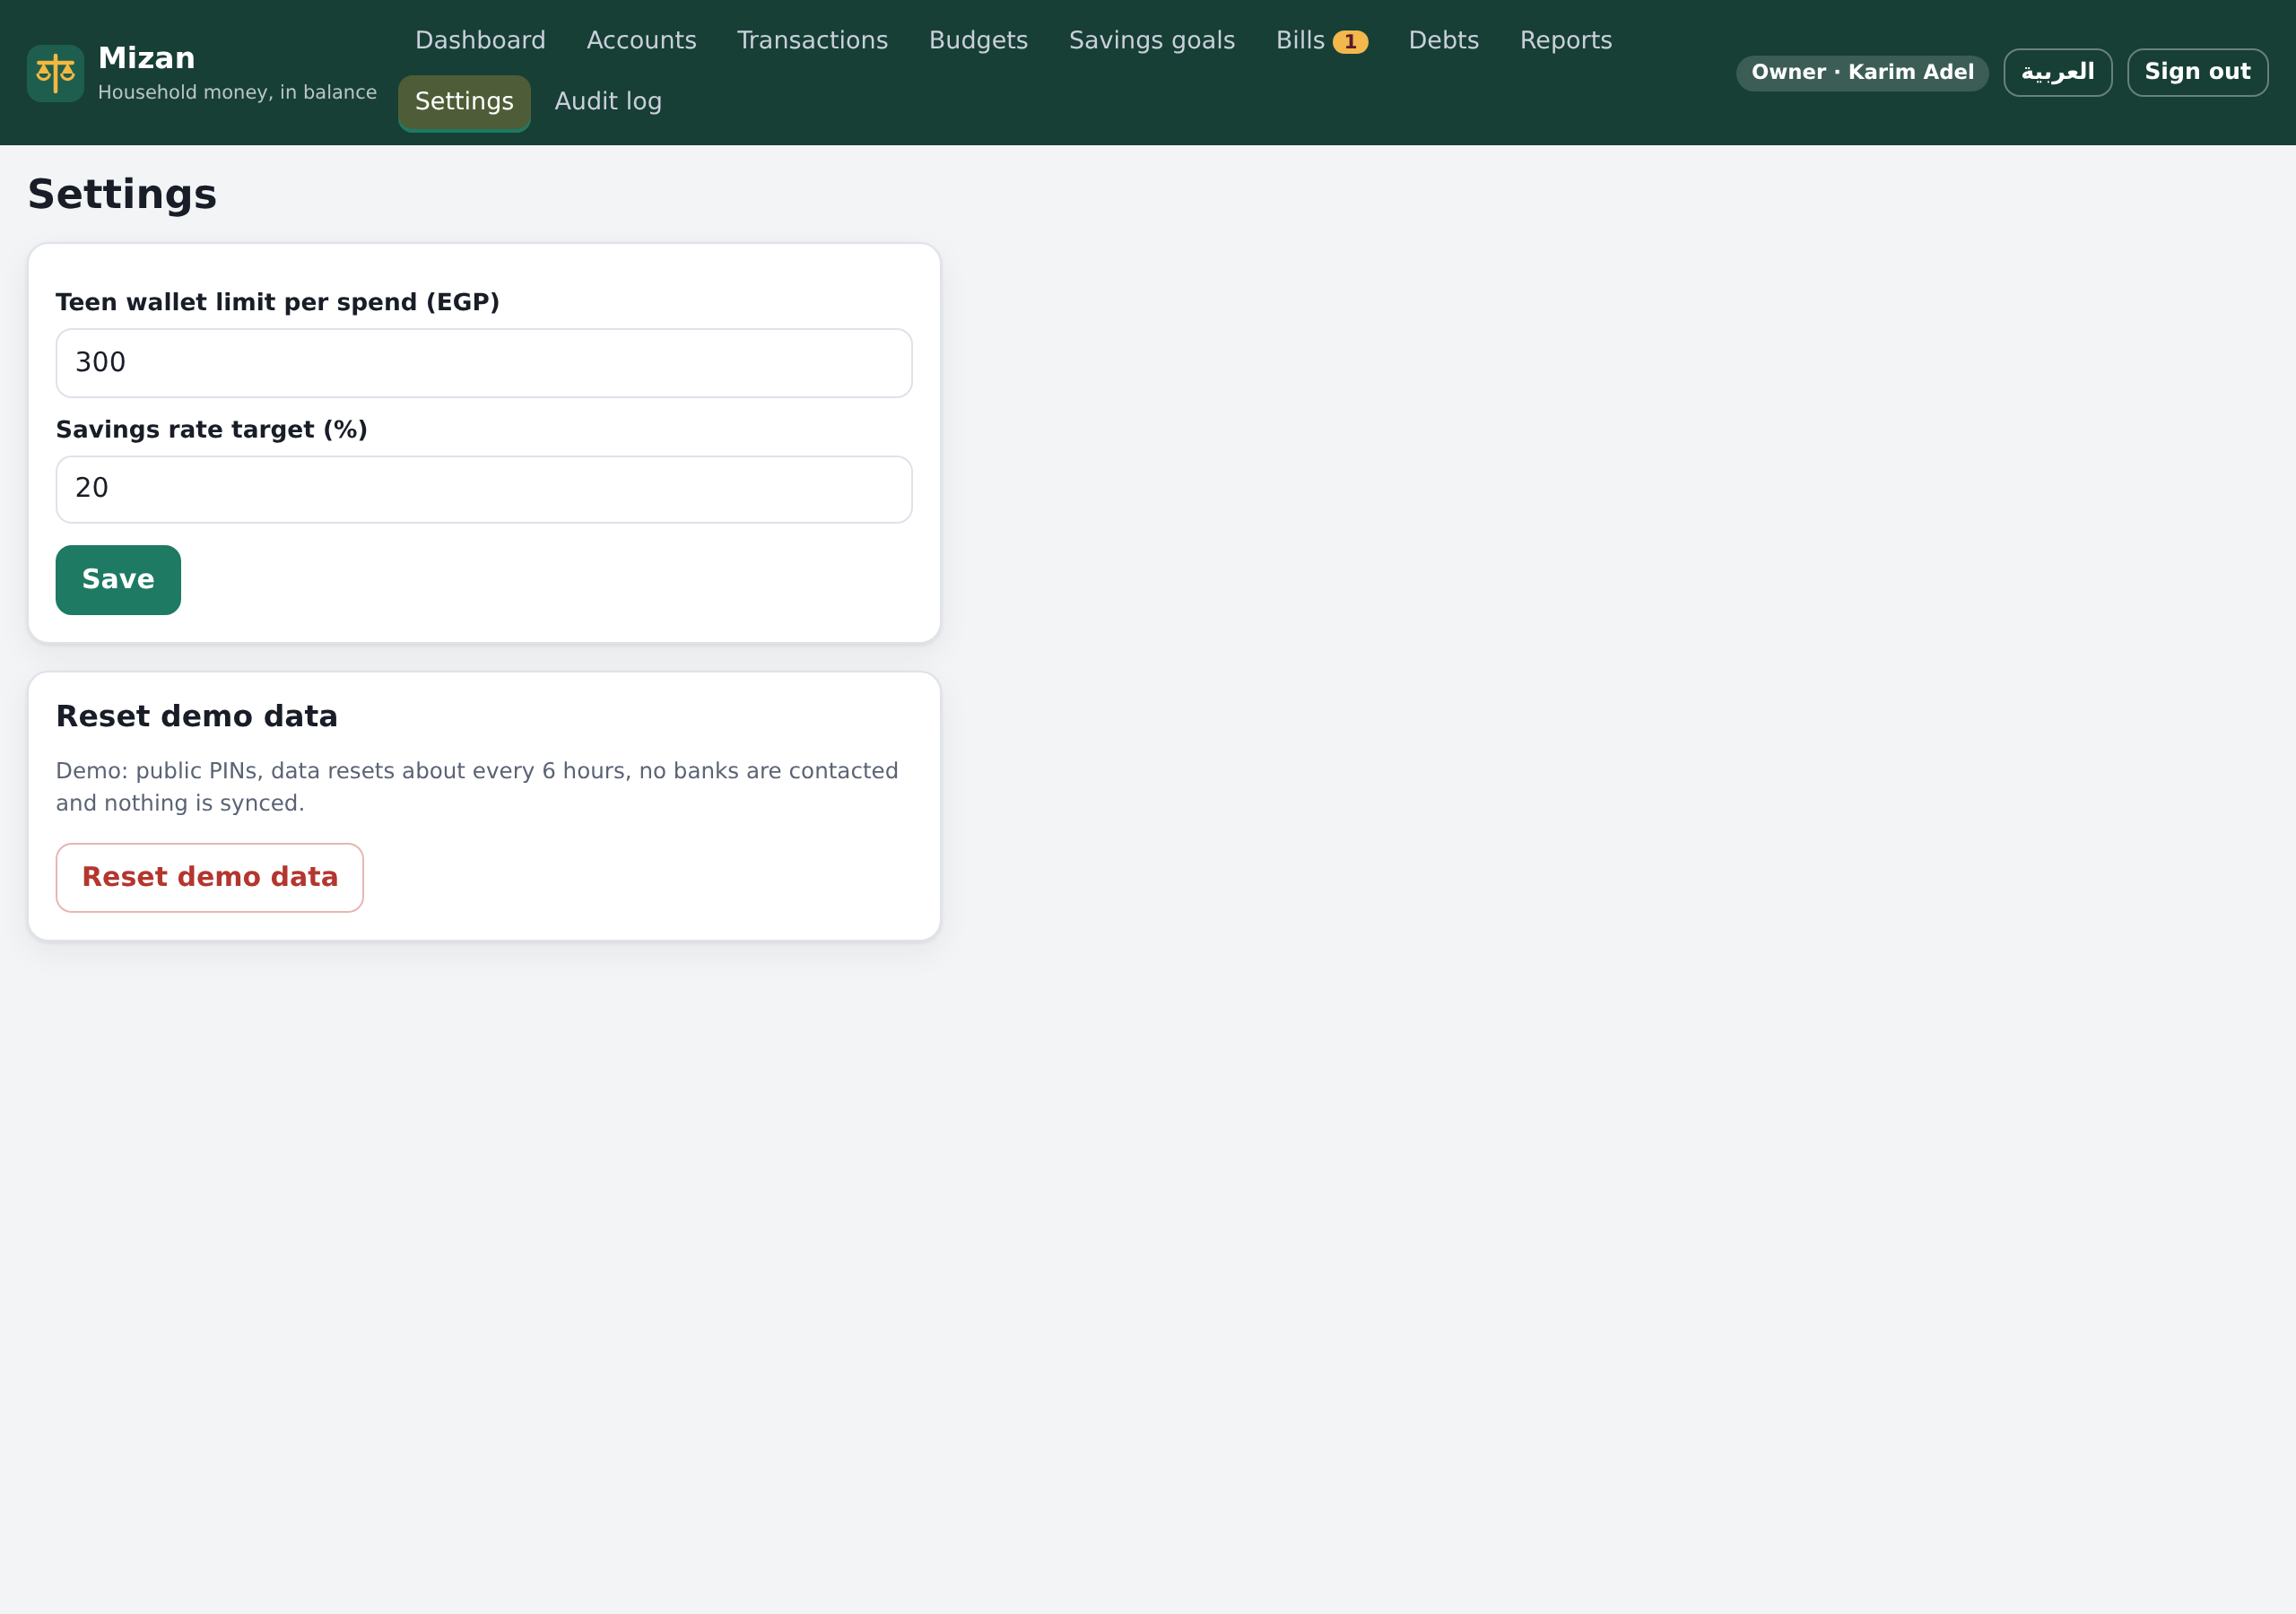 Mizan
Household money, in balance
Dashboard Accounts Transactions Budgets Savings goals Bills 1 Debts Reports
Settings Audit log
Owner · Karim Adel العربية Sign out
Settings
Teen wallet limit per spend (EGP)
300
Savings rate target (%)
20
Save
Reset demo data
Demo: public PINs, data resets about every 6 hours, no banks are contacted
and nothing is synced.
Reset demo data